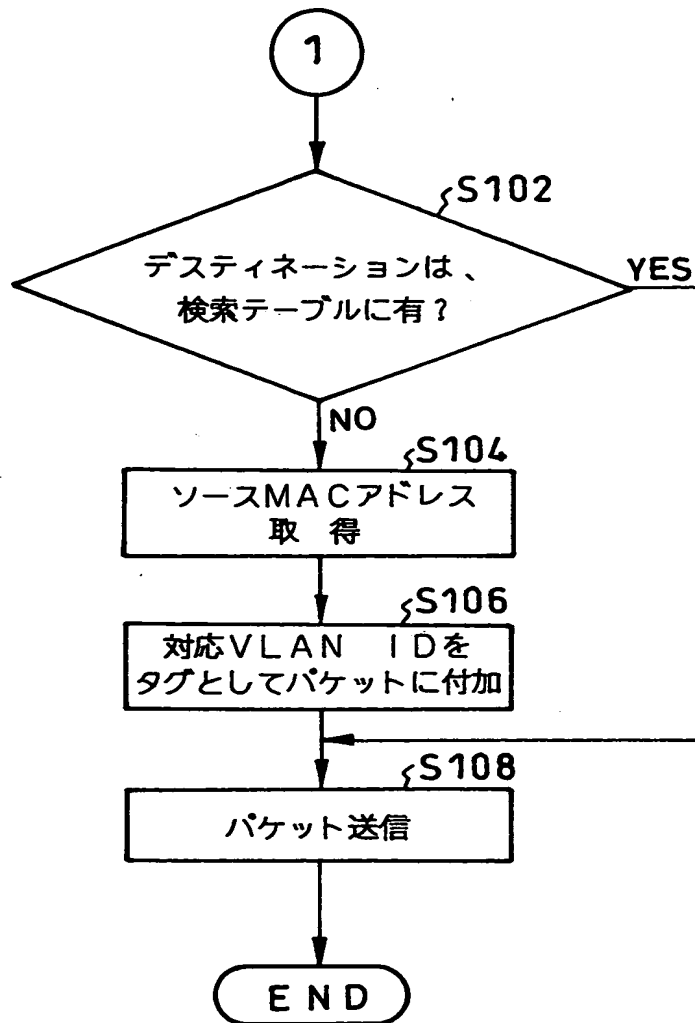 1
S102
デスティネーションは、
検索テーブルに有？
YES
NO
S104
ソースMACアドレス
取　得
S106
対応VLAN　IDを
タグとしてパケットに付加
S108
パケット送信
END